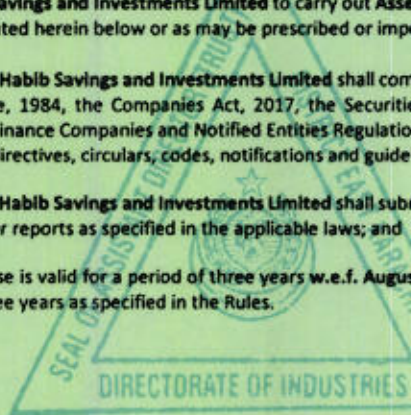 avings and Investments Limited to carry out Asse
ted herein below or as may be prescribed or impo
Habib Savings and Investments Limited shall com
e, 1984, the Companies Act, 2017, the Securitie
inance Companies and Notified Entities Regulatio
directives, circulars, codes, notifications and guide
Habib Savings and Investments Limited shall subm
r reports as specified in the applicable laws; and
se is valid for a period of three years w.e.f. Augus
ee years as specified in the Rules.
SEAL OF ASSISTANT DIRECTOR TRUST
DIRECTORATE OF INDUSTRIES